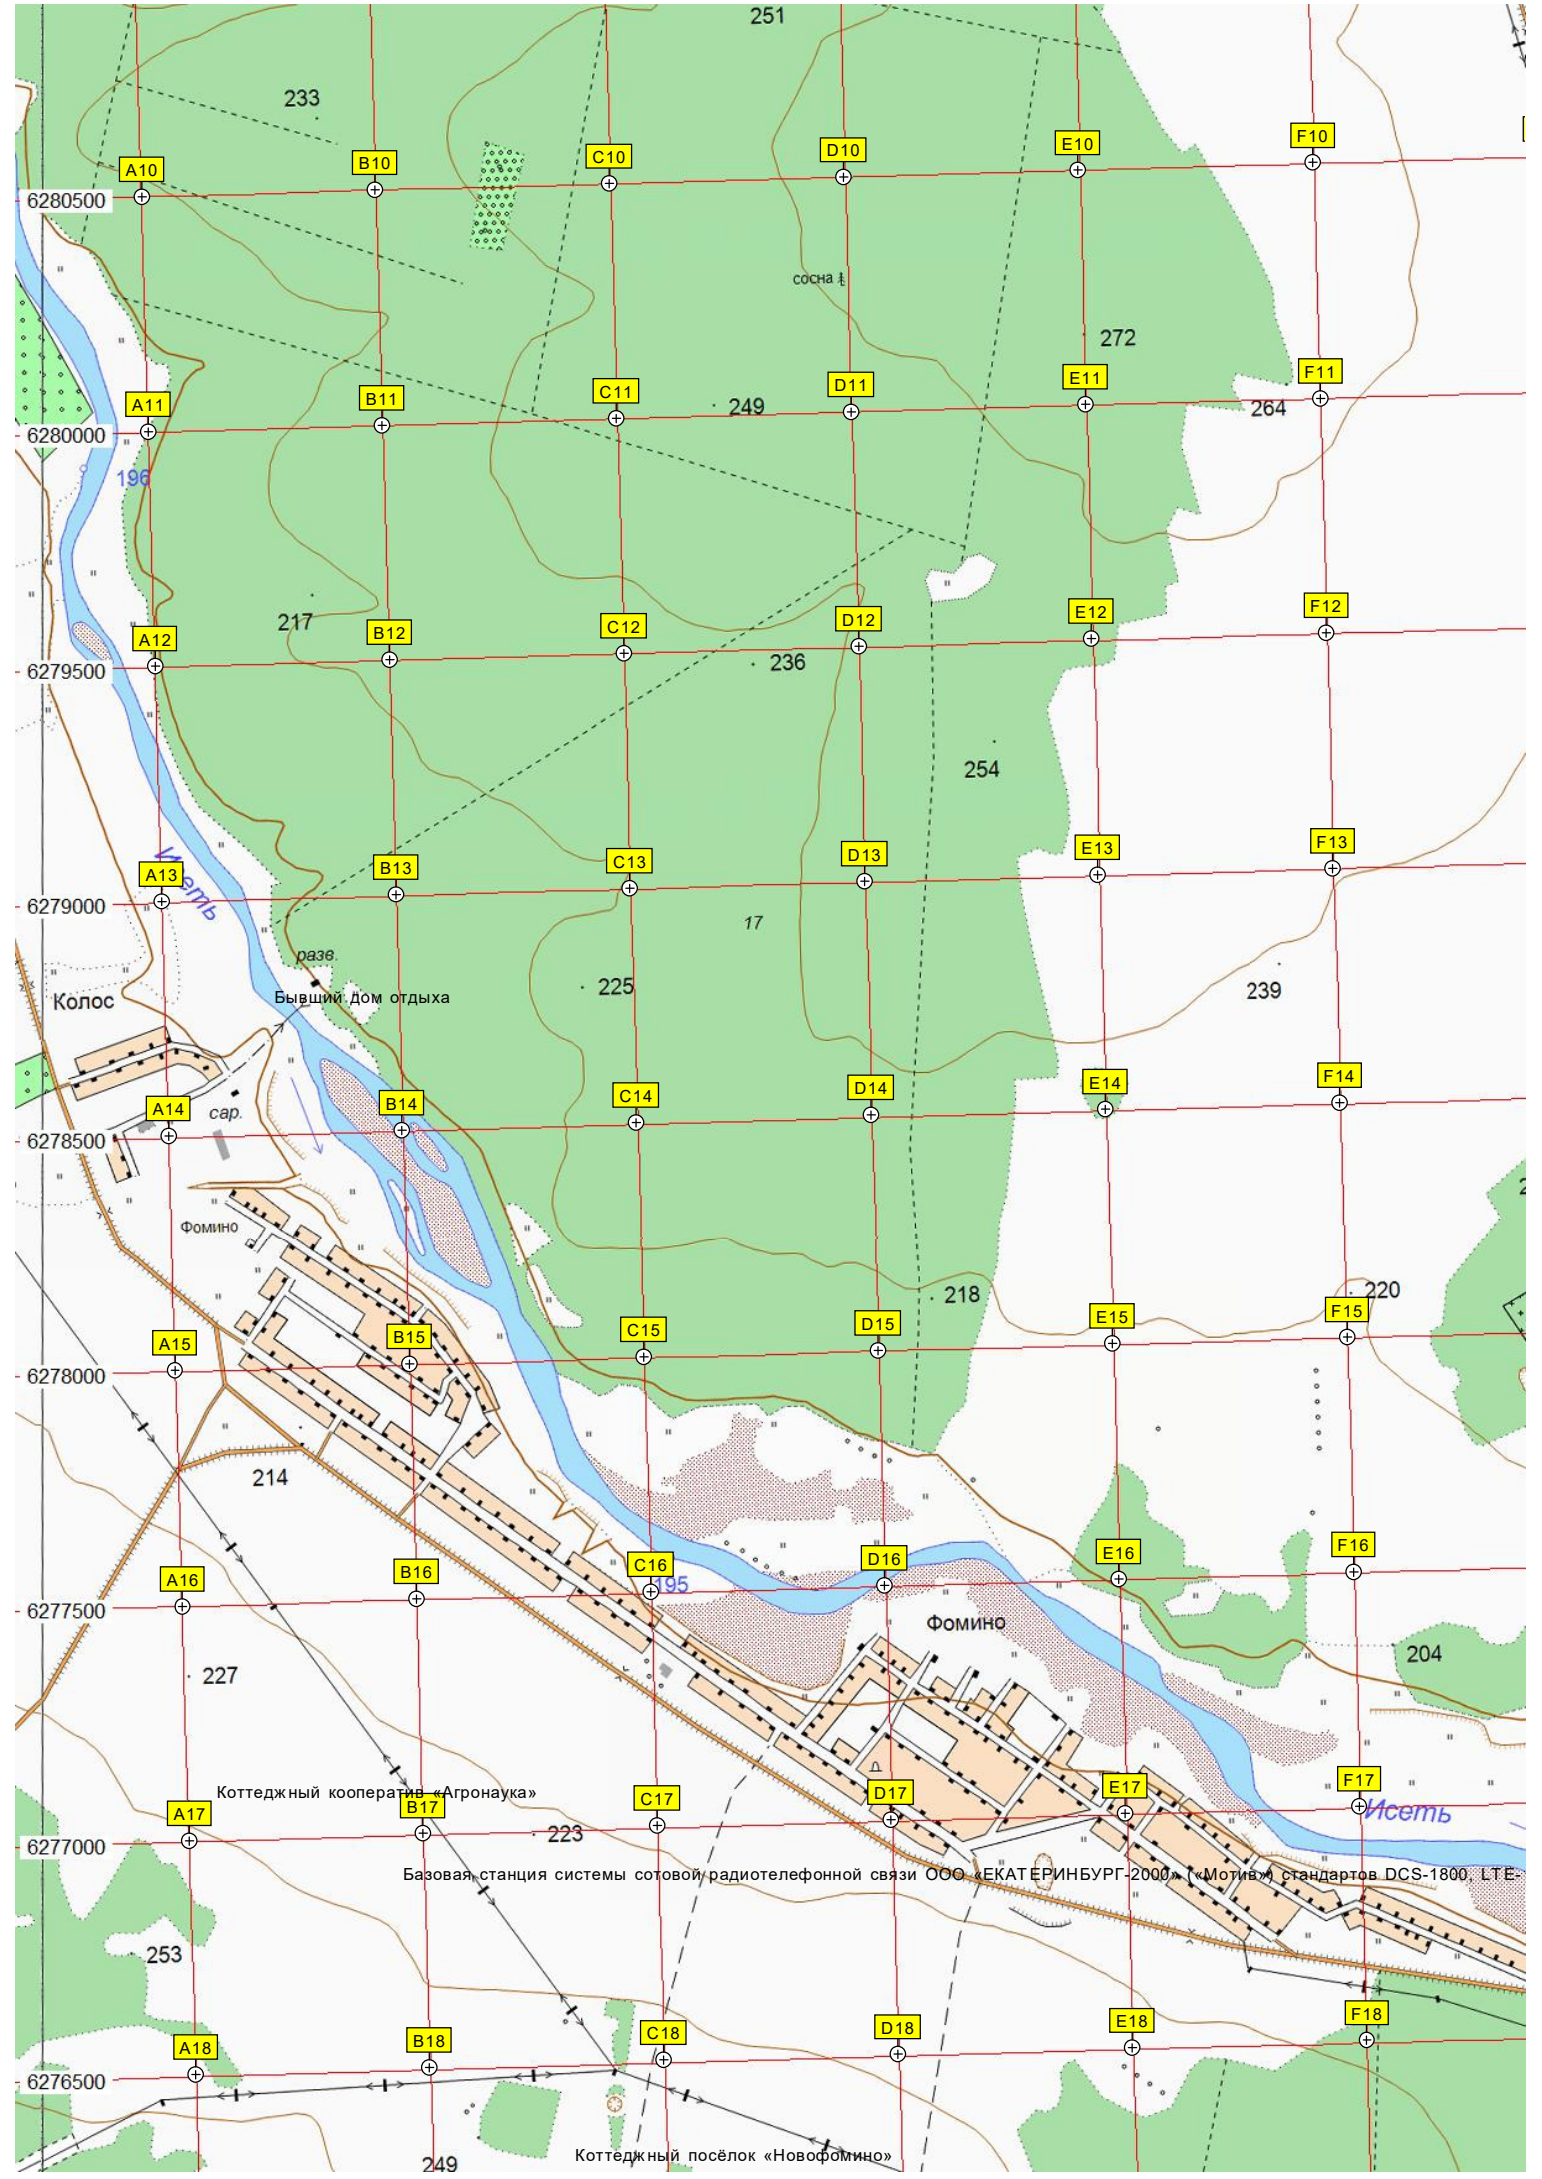 251
233
A10
B10
C10
D10
E10
F10
6280500
сосна
272
A11
B11
C11
D11
E11
F11
249
264
6280000
196
217
A12
B12
C12
D12
E12
F12
236
6279500
254
Исеть
A13
B13
C13
D13
E13
F13
6279000
17
разв.
225
239
Колос
Бывший дом отдыха
A14
B14
C14
D14
E14
F14
сар.
6278500
Фомино
218
220
A15
B15
C15
D15
E15
F15
6278000
214
A16
B16
C16
D16
E16
F16
195
6277500
Фомино
204
227
Коттеджный кооператив «Агронаука»
A17
B17
C17
D17
E17
F17
Исеть
223
6277000
Базовая станция системы сотовой радиотелефонной связи ООО «ЕКАТЕРИНБУРГ-2000» («Мотив») стандартов DCS-1800, LTE-
253
A18
B18
C18
D18
E18
F18
6276500
249
Коттеджный посёлок «Новофомино»